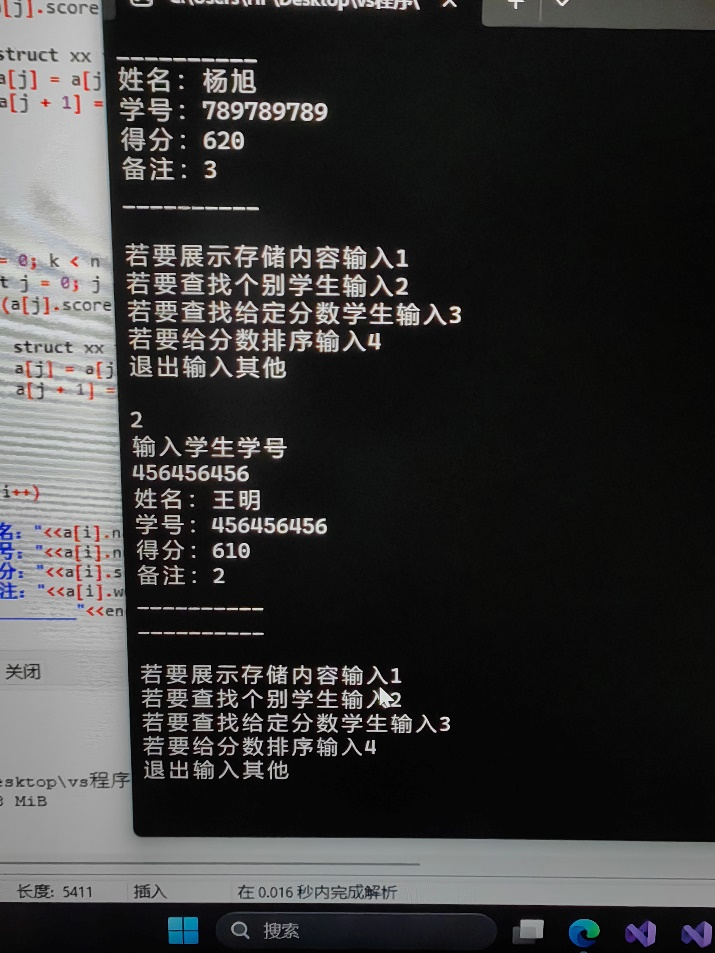 [j].score
struct xx
a[j] = a[j
a[j + 1] =
= 0; k < n
t j = 0; j
(a[j].score
struct xx
a[j] = a[j
a[j + 1] =
i++)
名: "<<a[i].n
号: "<<a[i].n
分: "<<a[i].s
注: "<<a[i].w
"<<en
关闭
esktop\vs程序
MiB
__________
姓名: 杨旭
学号: 789789789
得分: 620
备注: 3
__________
若要展示存储内容输入1
若要查找个别学生输入2
若要查找给定分数学生输入3
若要给分数排序输入4
退出输入其他
2
输入学生学号
456456456
姓名: 王明
学号: 456456456
得分: 610
备注: 2
__________
__________
若要展示存储内容输入1
若要查找个别学生输入2
若要查找给定分数学生输入3
若要给分数排序输入4
退出输入其他
长度: 5411 插入 在 0.016 秒内完成解析
搜索